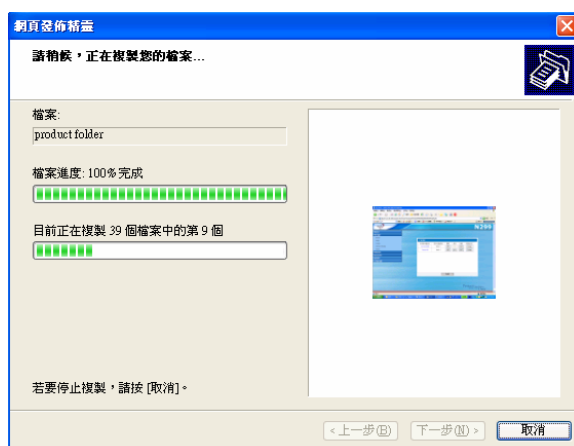 網頁發佈精靈
請稍候，正在複製您的檔案...
檔案:
product folder
檔案進度: 100% 完成
目前正在複製 39 個檔案中的第 9 個
N299
若要停止複製，請按 [取消]。
<上一步(B)
下一步(N)>
取消